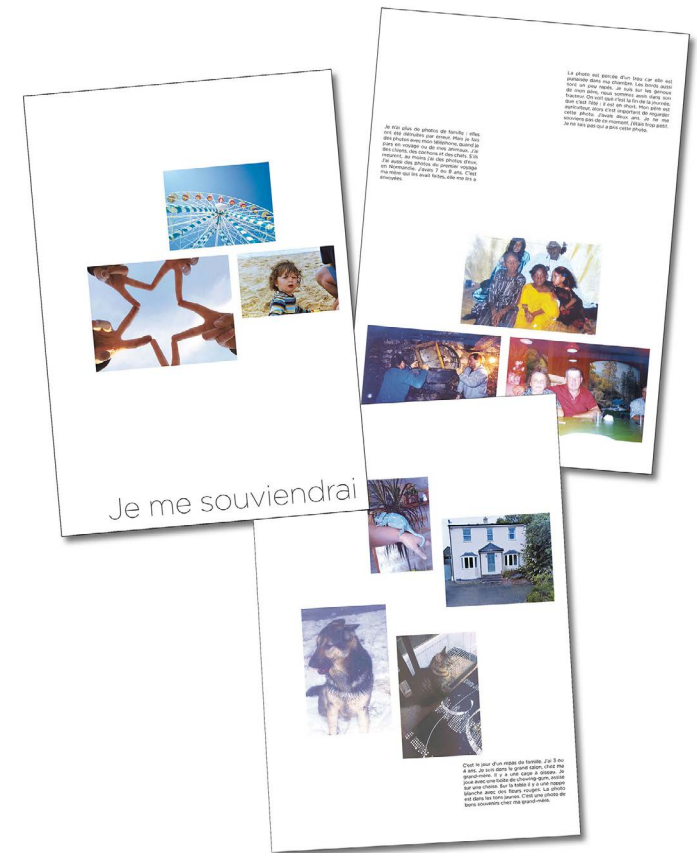 Je me souviendrai
Je n'ai plus de photos de famille : elles
ont été détruites par erreur. Mais je fais
des photos avec mon téléphone, quand je
pars en voyage ou de mes animaux. J'ai
des chiens, des cochons et des chats. S'ils
meurent, au moins j'ai des photos d'eux.
J'ai aussi des photos du premier voyage
en Normandie. J'avais 7 ou 8 ans. C'est
ma mère qui les avait faites, elle me les a
envoyées.
La photo est percée d'un trou car elle est
punaisée dans ma chambre. Les bords aussi
sont un peu rapés. Je suis sur les genoux
de mon père, nous sommes assis dans son
tracteur. On voit que c'est la fin de la journée,
que c'est l'été : il est en short. Mon père est
agriculteur, alors c'est important de regarder
cette photo. J'avais deux ans. Je ne me
souviens pas de ce moment, j'étais trop petit.
Je ne sais pas qui a pris cette photo.
C'est le jour d'un repas de famille. J'ai 3 ou
4 ans. Je suis dans le grand salon, chez ma
grand-mère. Il y a une cage à oiseau. Je
joue avec une boîte de chewing-gum, assise
sur une chaise. Sur la table il y a une nappe
blanche avec des fleurs rouges. La photo
est dans les tons jaunes. C'est une photo de
bons souvenirs chez ma grand-mère.